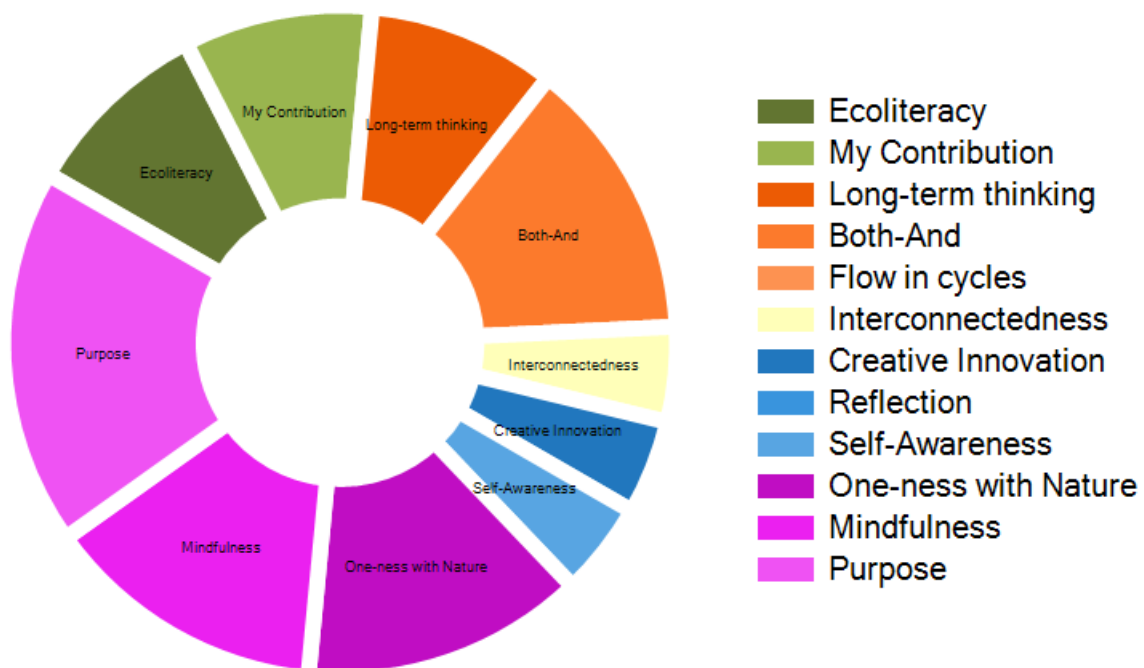 My Contribution
Long-term thinking
Ecoliteracy
Both-And
Purpose
Interconnectedness
Creative Innovation
Self-Awareness
Mindfulness
One-ness with Nature
Ecoliteracy
My Contribution
Long-term thinking
Both-And
Flow in cycles
Interconnectedness
Creative Innovation
Reflection
Self-Awareness
One-ness with Nature
Mindfulness
Purpose